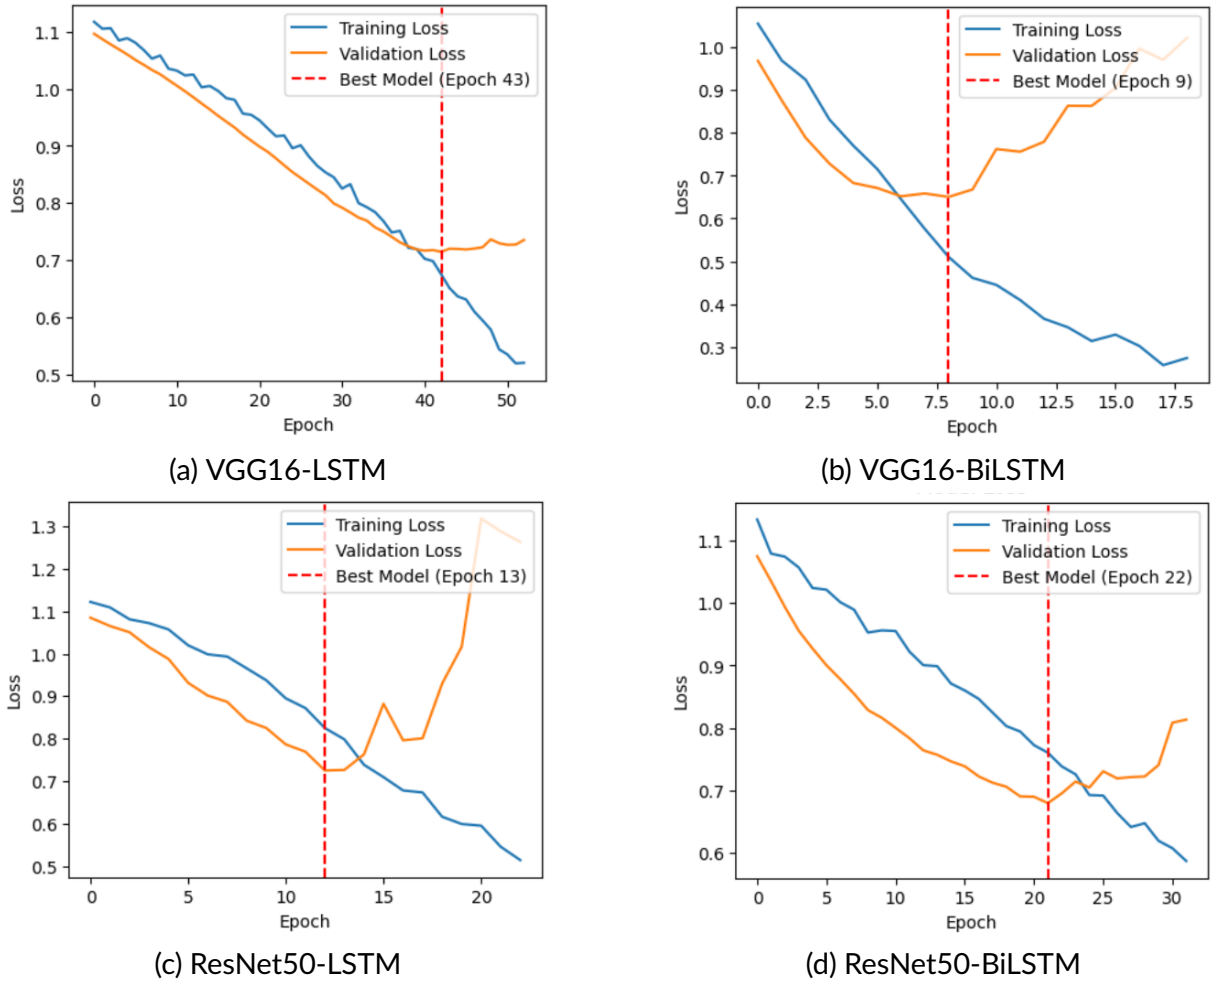 Training Loss
Validation Loss
Best Model (Epoch 43)
1.1
1.0
0.9
0.8
0.7
0.6
0.5
Loss
0 10 20 30 40 50
Epoch
(a) VGG16-LSTM
Training Loss
Validation Loss
Best Model (Epoch 9)
1.0
0.9
0.8
0.7
0.6
0.5
0.4
0.3
Loss
0.0 2.5 5.0 7.5 10.0 12.5 15.0 17.5
Epoch
(b) VGG16-BiLSTM
Training Loss
Validation Loss
Best Model (Epoch 13)
1.3
1.2
1.1
1.0
0.9
0.8
0.7
0.6
0.5
Loss
0 5 10 15 20
Epoch
(c) ResNet50-LSTM
Training Loss
Validation Loss
Best Model (Epoch 22)
1.1
1.0
0.9
0.8
0.7
0.6
Loss
0 5 10 15 20 25 30
Epoch
(d) ResNet50-BiLSTM